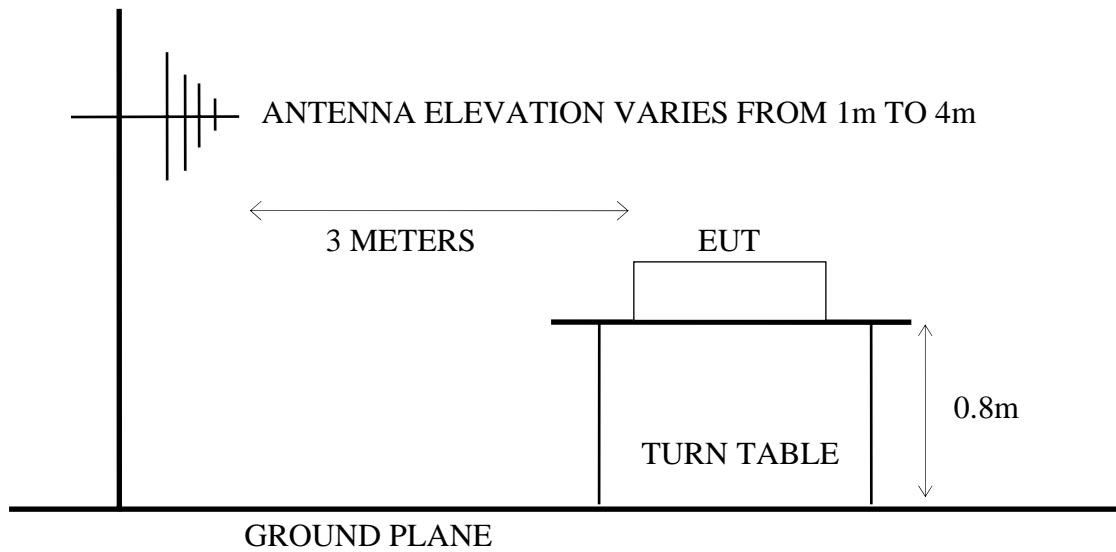 ANTENNA ELEVATION VARIES FROM 1m TO 4m
3 METERS
EUT
0.8m
TURN TABLE
GROUND PLANE